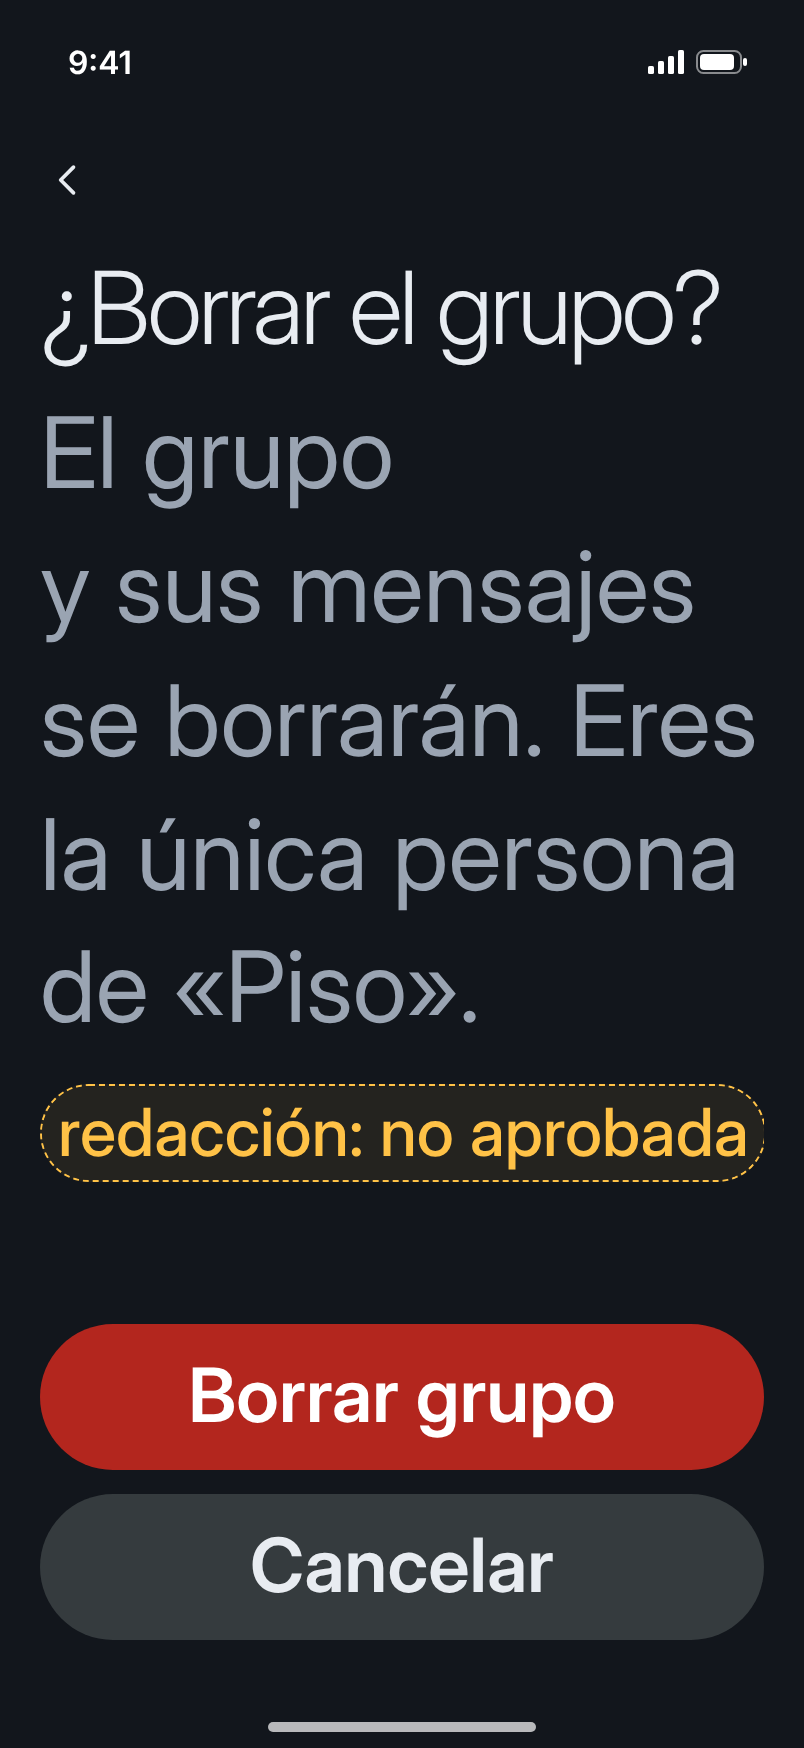 9:41
¿Borrar el grupo?
El grupo
y sus mensajes
se borrarán. Eres
la única persona
de «Piso».
redacción: no aprobada
Borrar grupo
Cancelar